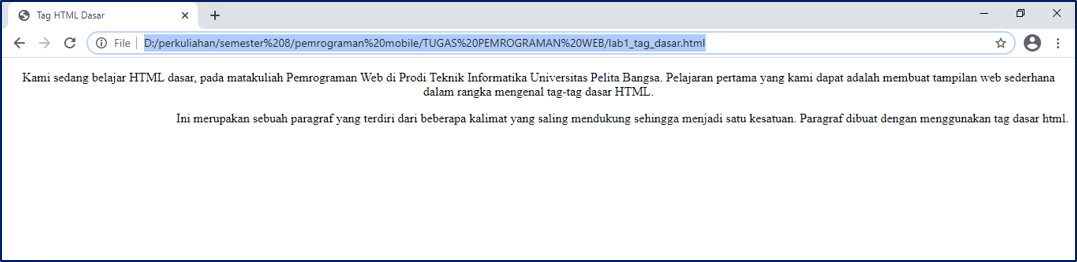 Tag HTML Dasar
File
D:/perkuliahan/semester%208/pemrograman%20mobile/TUGAS%20PEMROGRAMAN%20WEB/lab1_tag_dasar.html
Kami sedang belajar HTML dasar, pada matakuliah Pemrograman Web di Prodi Teknik Informatika Universitas Pelita Bangsa. Pelajaran pertama yang kami dapat adalah membuat tampilan web sederhana
dalam rangka mengenal tag-tag dasar HTML.
Ini merupakan sebuah paragraf yang terdiri dari beberapa kalimat yang saling mendukung sehingga menjadi satu kesatuan. Paragraf dibuat dengan menggunakan tag dasar html.